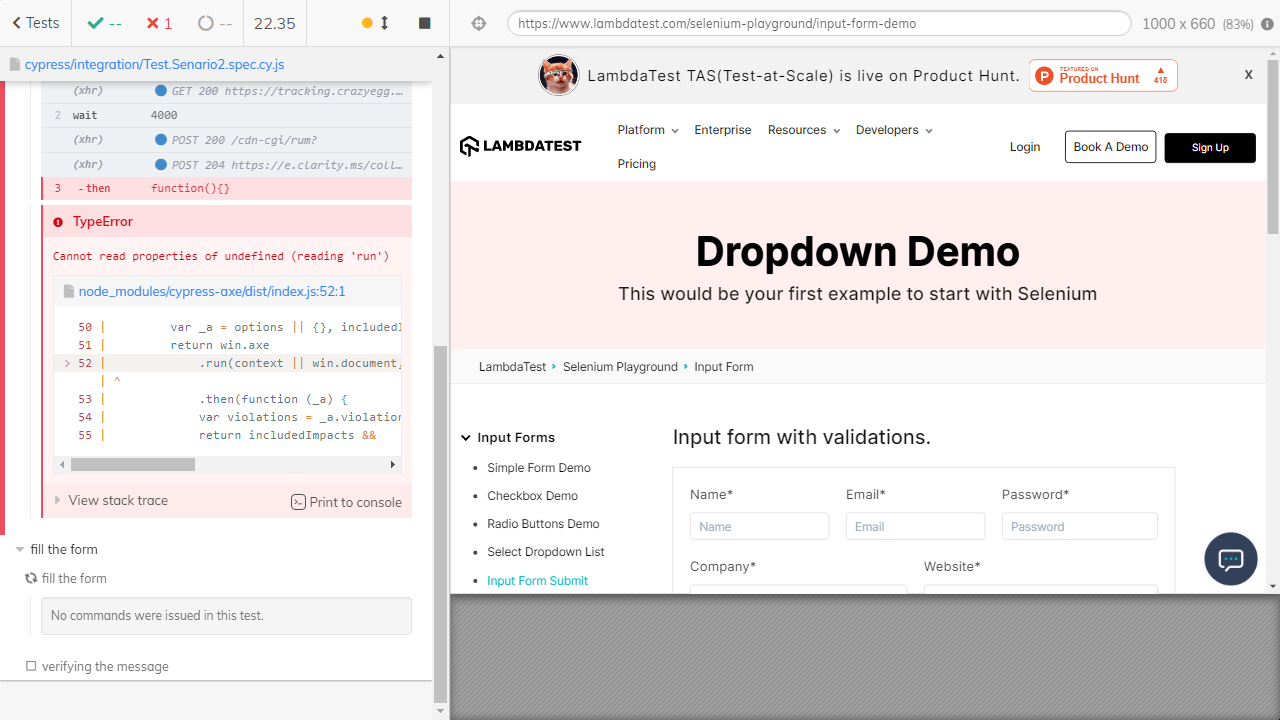 Tests
--
1
--
22.35
cypress/integration/Test.Senario2.spec.cy.js
(xhr) GET 200 https://tracking.crazyegg.…
2 wait 4000
(xhr) POST 200 /cdn-cgi/rum?
(xhr) POST 204 https://e.clarity.ms/coll…
3 -then function(){}
TypeError
Cannot read properties of undefined (reading 'run')
node_modules/cypress-axe/dist/index.js:52:1
50 | var _a = options || {}, includedI
51 | return win.axe
> 52 | .run(context || win.document,
| ^
53 | .then(function (_a) {
54 | var violations = _a.violation
55 | return includedImpacts &&
View stack trace
Print to console
fill the form
fill the form
No commands were issued in this test.
verifying the message
https://www.lambdatest.com/selenium-playground/input-form-demo
1000 x 660 (83%)
LambdaTest TAS(Test-at-Scale) is live on Product Hunt.
P
FEATURED ON
Product Hunt
▲
418
X
LAMBDATEST
Platform
Enterprise
Resources
Developers
Pricing
Login
Book A Demo
Sign Up
Dropdown Demo
This would be your first example to start with Selenium
LambdaTest › Selenium Playground › Input Form
Input Forms
• Simple Form Demo
• Checkbox Demo
• Radio Buttons Demo
• Select Dropdown List
• Input Form Submit
Input form with validations.
Name* Email* Password*
Name Email Password
Company* Website*